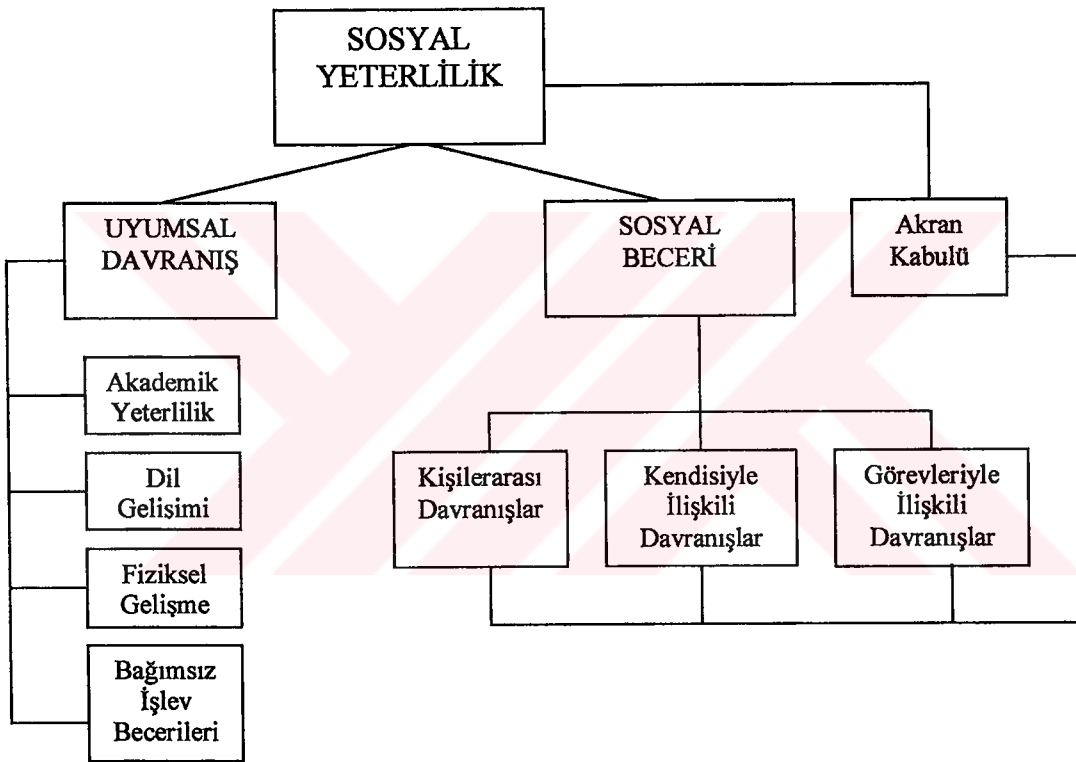 SOSYAL
YETERLİLİK
UYUMSAL
DAVRANIŞ
SOSYAL
BECERİ
Akran
Kabulü
Akademik
Yeterlilik
Dil
Gelişimi
Fiziksel
Gelişme
Bağımsız
İşlev
Becerileri
Kişilerarası
Davranışlar
Kendisiyle
İlişkili
Davranışlar
Görevleriyle
İlişkili
Davranışlar